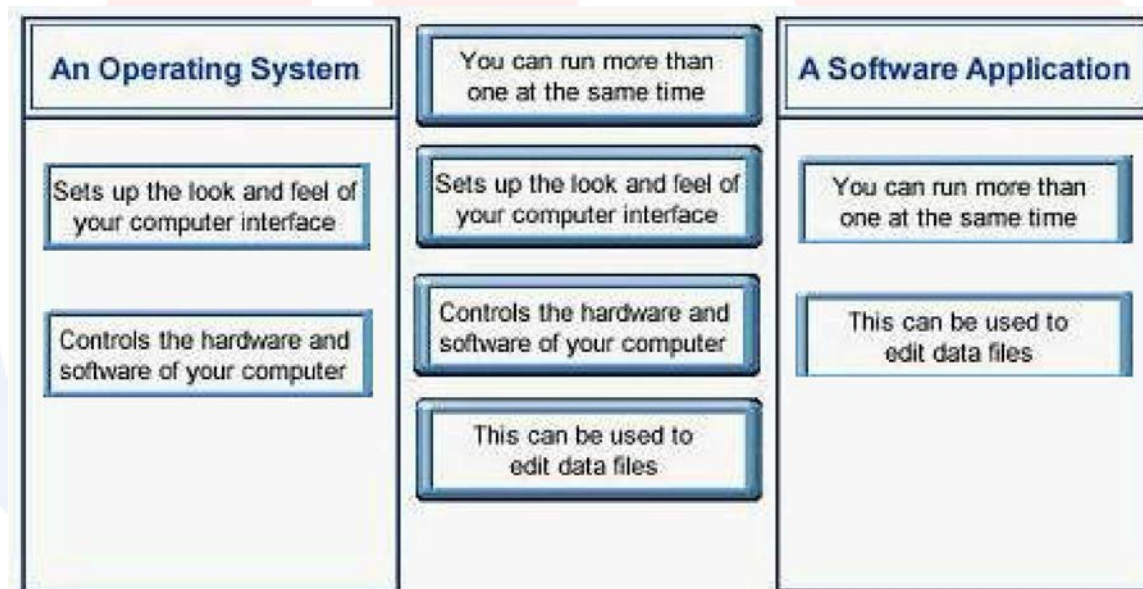 An Operating System
Sets up the look and feel of
your computer interface
Controls the hardware and
software of your computer
You can run more than
one at the same time
Sets up the look and feel of
your computer interface
Controls the hardware and
software of your computer
This can be used to
edit data files
A Software Application
You can run more than
one at the same time
This can be used to
edit data files